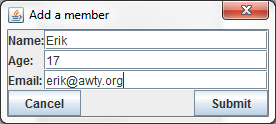 Add a member
Name: Erik
Age: 17
Email: erik@awty.org
Cancel Submit